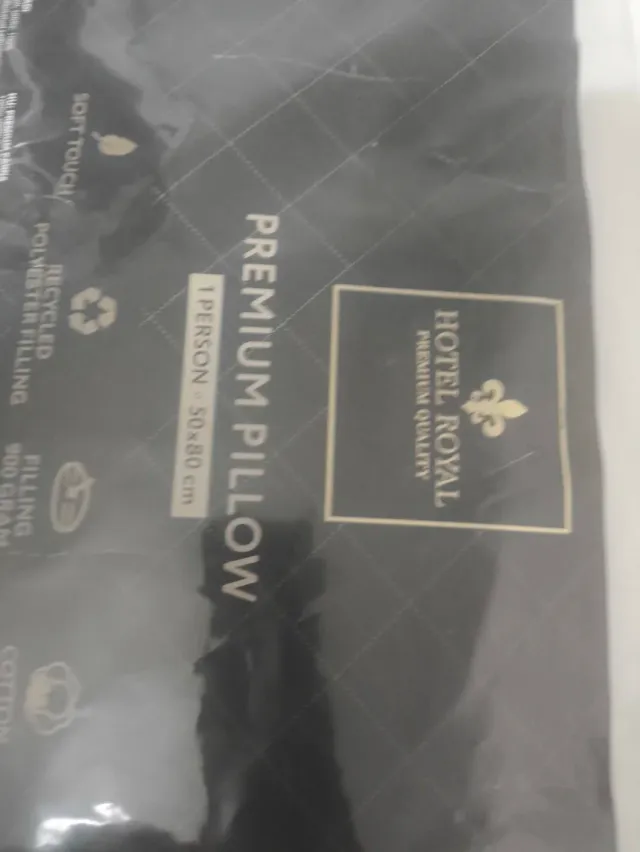 HOTEL ROYAL
PREMIUM QUALITY
PREMIUM PILLOW
1 PERSON - 50x80 cm
SOFT TOUCH
RECYCLED
POLYESTER FILLING
FILLING
900 GRAM
COTTON